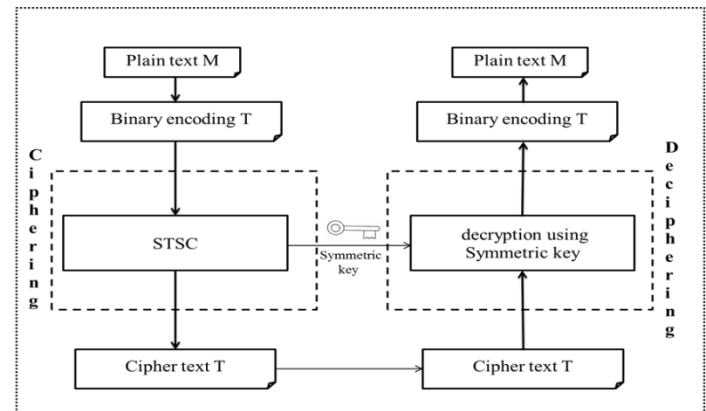 Plain text M
Plain text M
Binary encoding T
Binary encoding T
Ciphering
Deciphering
STSC
Symmetric
key
decryption using
Symmetric key
Cipher text T
Cipher text T